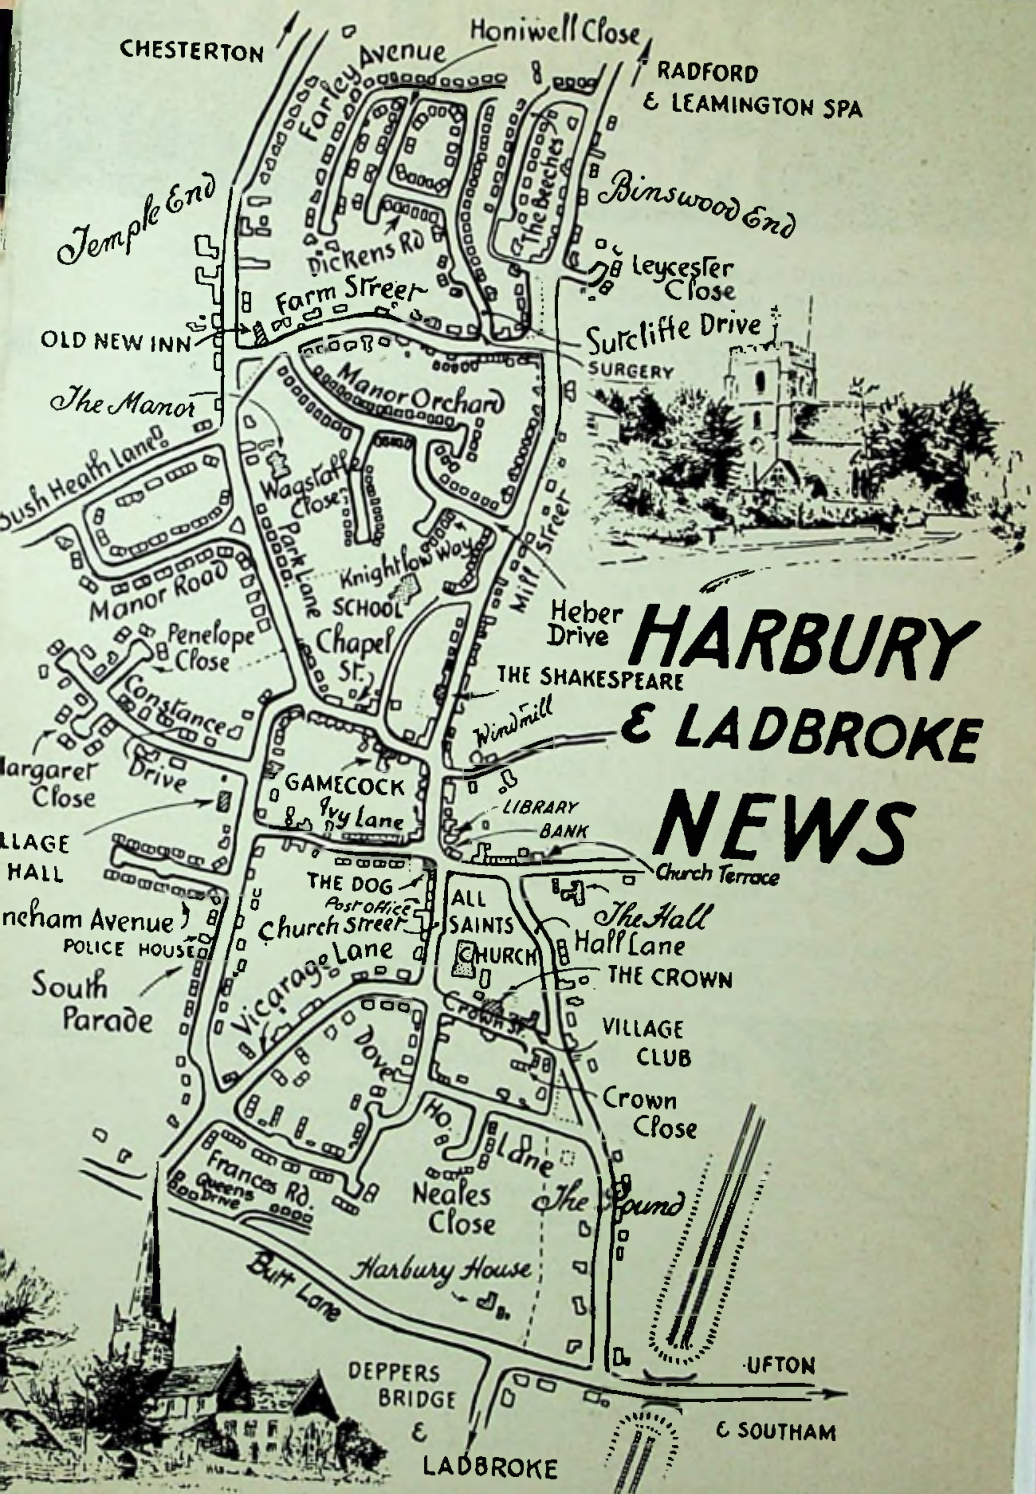 CHESTERTON
Honiwell Close
Farley Avenue
RADFORD
& LEAMINGTON SPA
Temple End
The Beeches
Binswood End
Dickens Rd
Leycester
Close
Farm Street
OLD NEW INN
Sutcliffe Drive
SURGERY
The Manor
Manor Orchard
Bush Heath Lane
Wagstaffe
Close
Park Lane
Mill Street
Knightlow Way
SCHOOL
Manor Road
Heber
Drive
HARBURY
& LADBROKE
NEWS
Penelope
Close
Chapel
St.
THE SHAKESPEARE
Constance
Drive
Windmill
Margaret
Close
GAMECOCK
Ivy Lane
LIBRARY
BANK
LLAGE
HALL
Church Terrace
THE DOG
Post office
Church Street
ALL
SAINTS
CHURCH
The Hall
Hall Lane
ncham Avenue
POLICE HOUSE
THE CROWN
South
Parade
Vicarage Lane
Crown St.
VILLAGE
CLUB
Dove
Ho.
Lane
Crown
Close
Frances Rd.
Queens
Drive
Neales
Close
The Pound
Harbury House
Butt Lane
DEPPERS
BRIDGE
&
LADBROKE
UFTON
& SOUTHAM